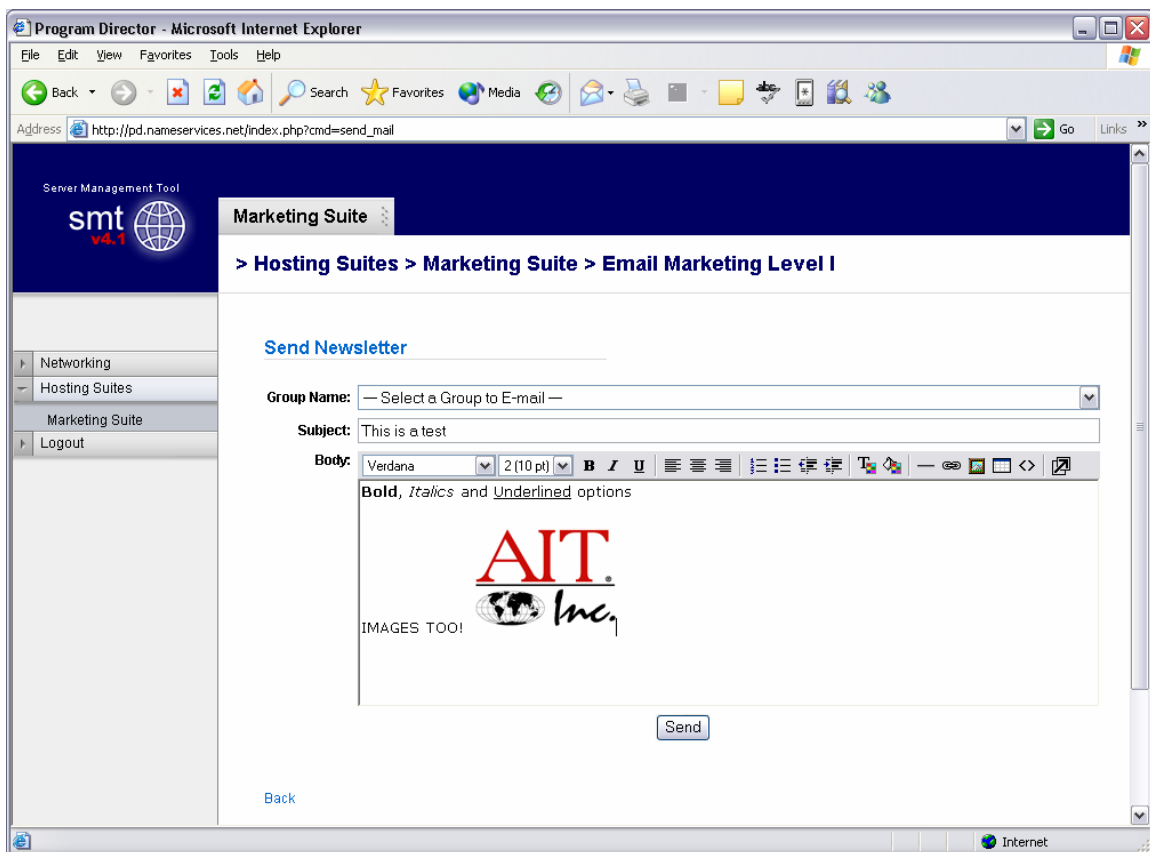 Program Director - Microsoft Internet Explorer
File Edit View Favorites Tools Help
Back Search Favorites Media
Address http://pd.nameservices.net/index.php?cmd=send_mail Go Links »
Server Management Tool
smt
v4.1
Marketing Suite
> Hosting Suites > Marketing Suite > Email Marketing Level I
Networking
Hosting Suites
Marketing Suite
Logout
Send Newsletter
Group Name: — Select a Group to E-mail —
Subject: This is a test
Body: Verdana 2 (10 pt) B I U
Bold, Italics and Underlined options
AIT®
Inc.
IMAGES TOO!
Send
Back
Internet